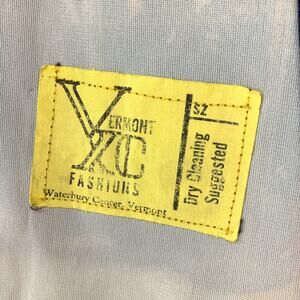 VERMONT
XC
FASHIONS
Waterbury Center, Vermont
SZ
Dry Cleaning
Suggested